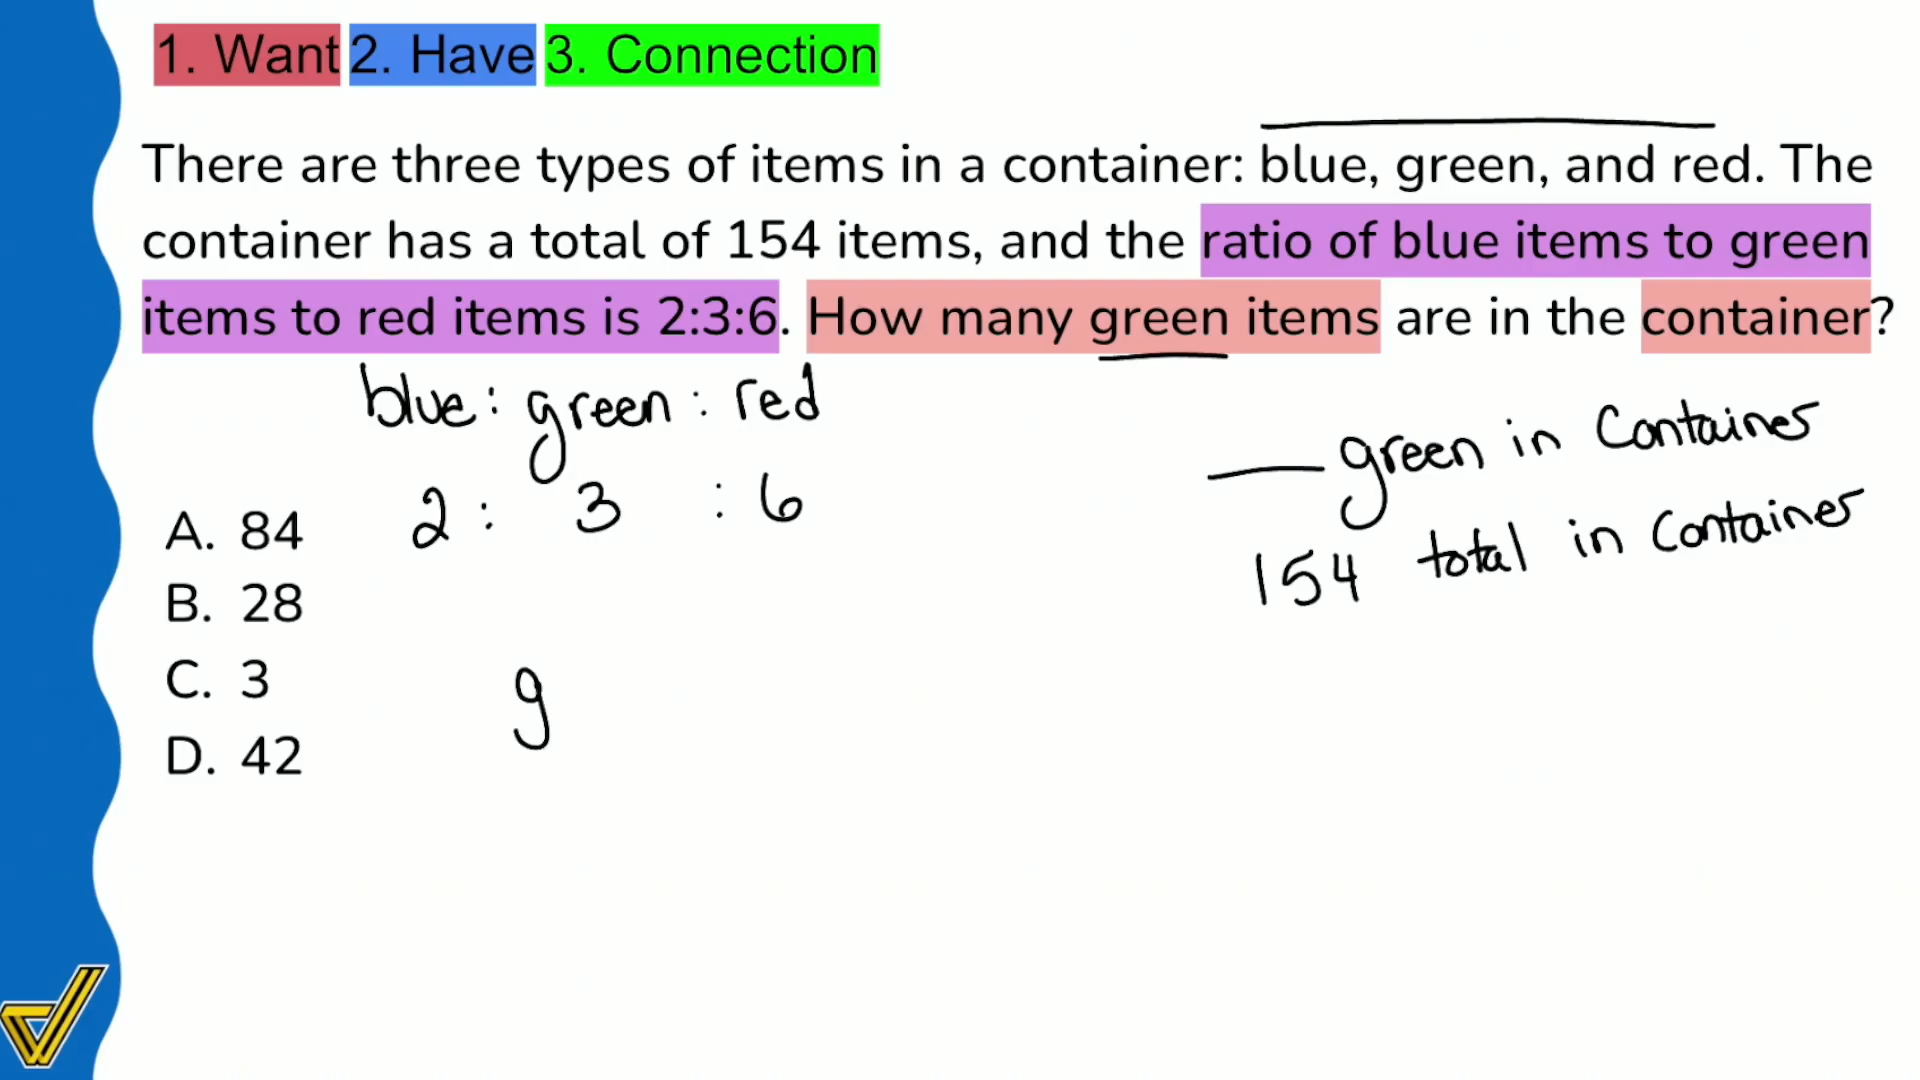 1. Want 2. Have 3. Connection
There are three types of items in a container: blue, green, and red. The
container has a total of 154 items, and the ratio of blue items to green
items to red items is 2:3:6. How many green items are in the container?
blue: green : red
2 : 3 : 6
A. 84
B. 28
C. 3
D. 42
g
green in Container
154 total in Container